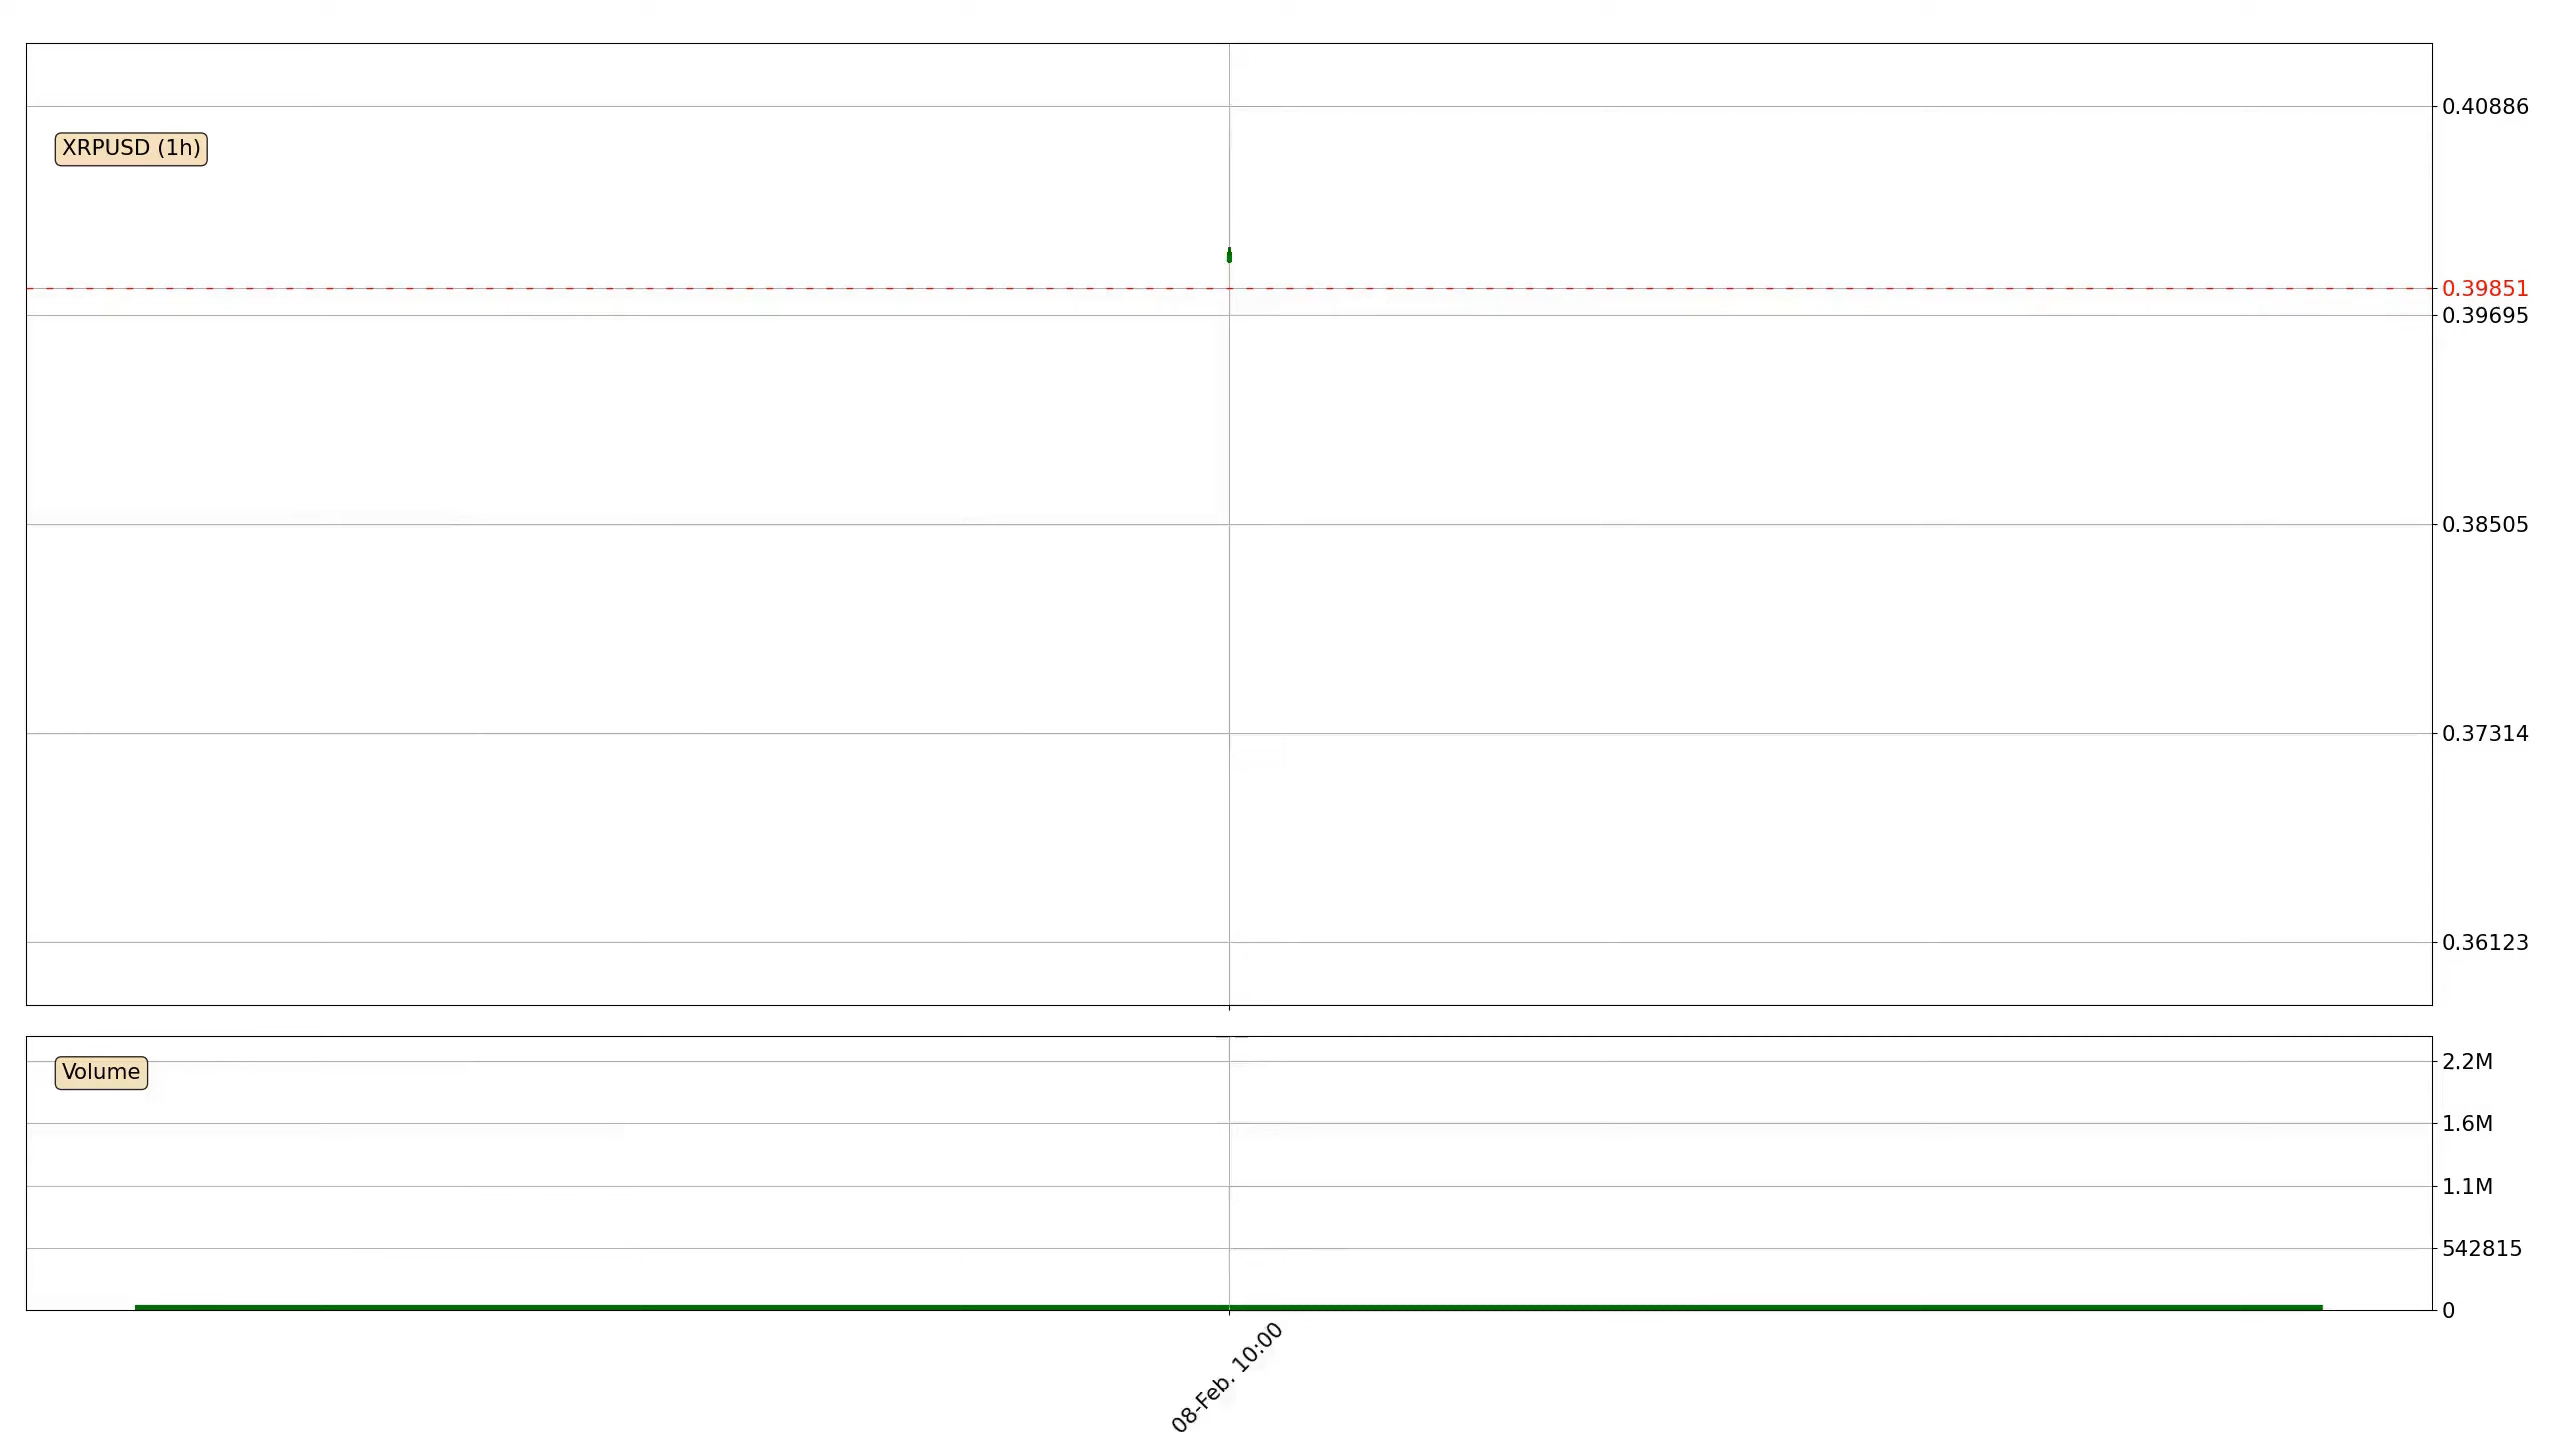 0.40886
XRPUSD (1h)
0.39851
0.39695
0.38505
0.37314
0.36123
Volume
2.2M
1.6M
1.1M
542815
0
08-Feb. 10:00